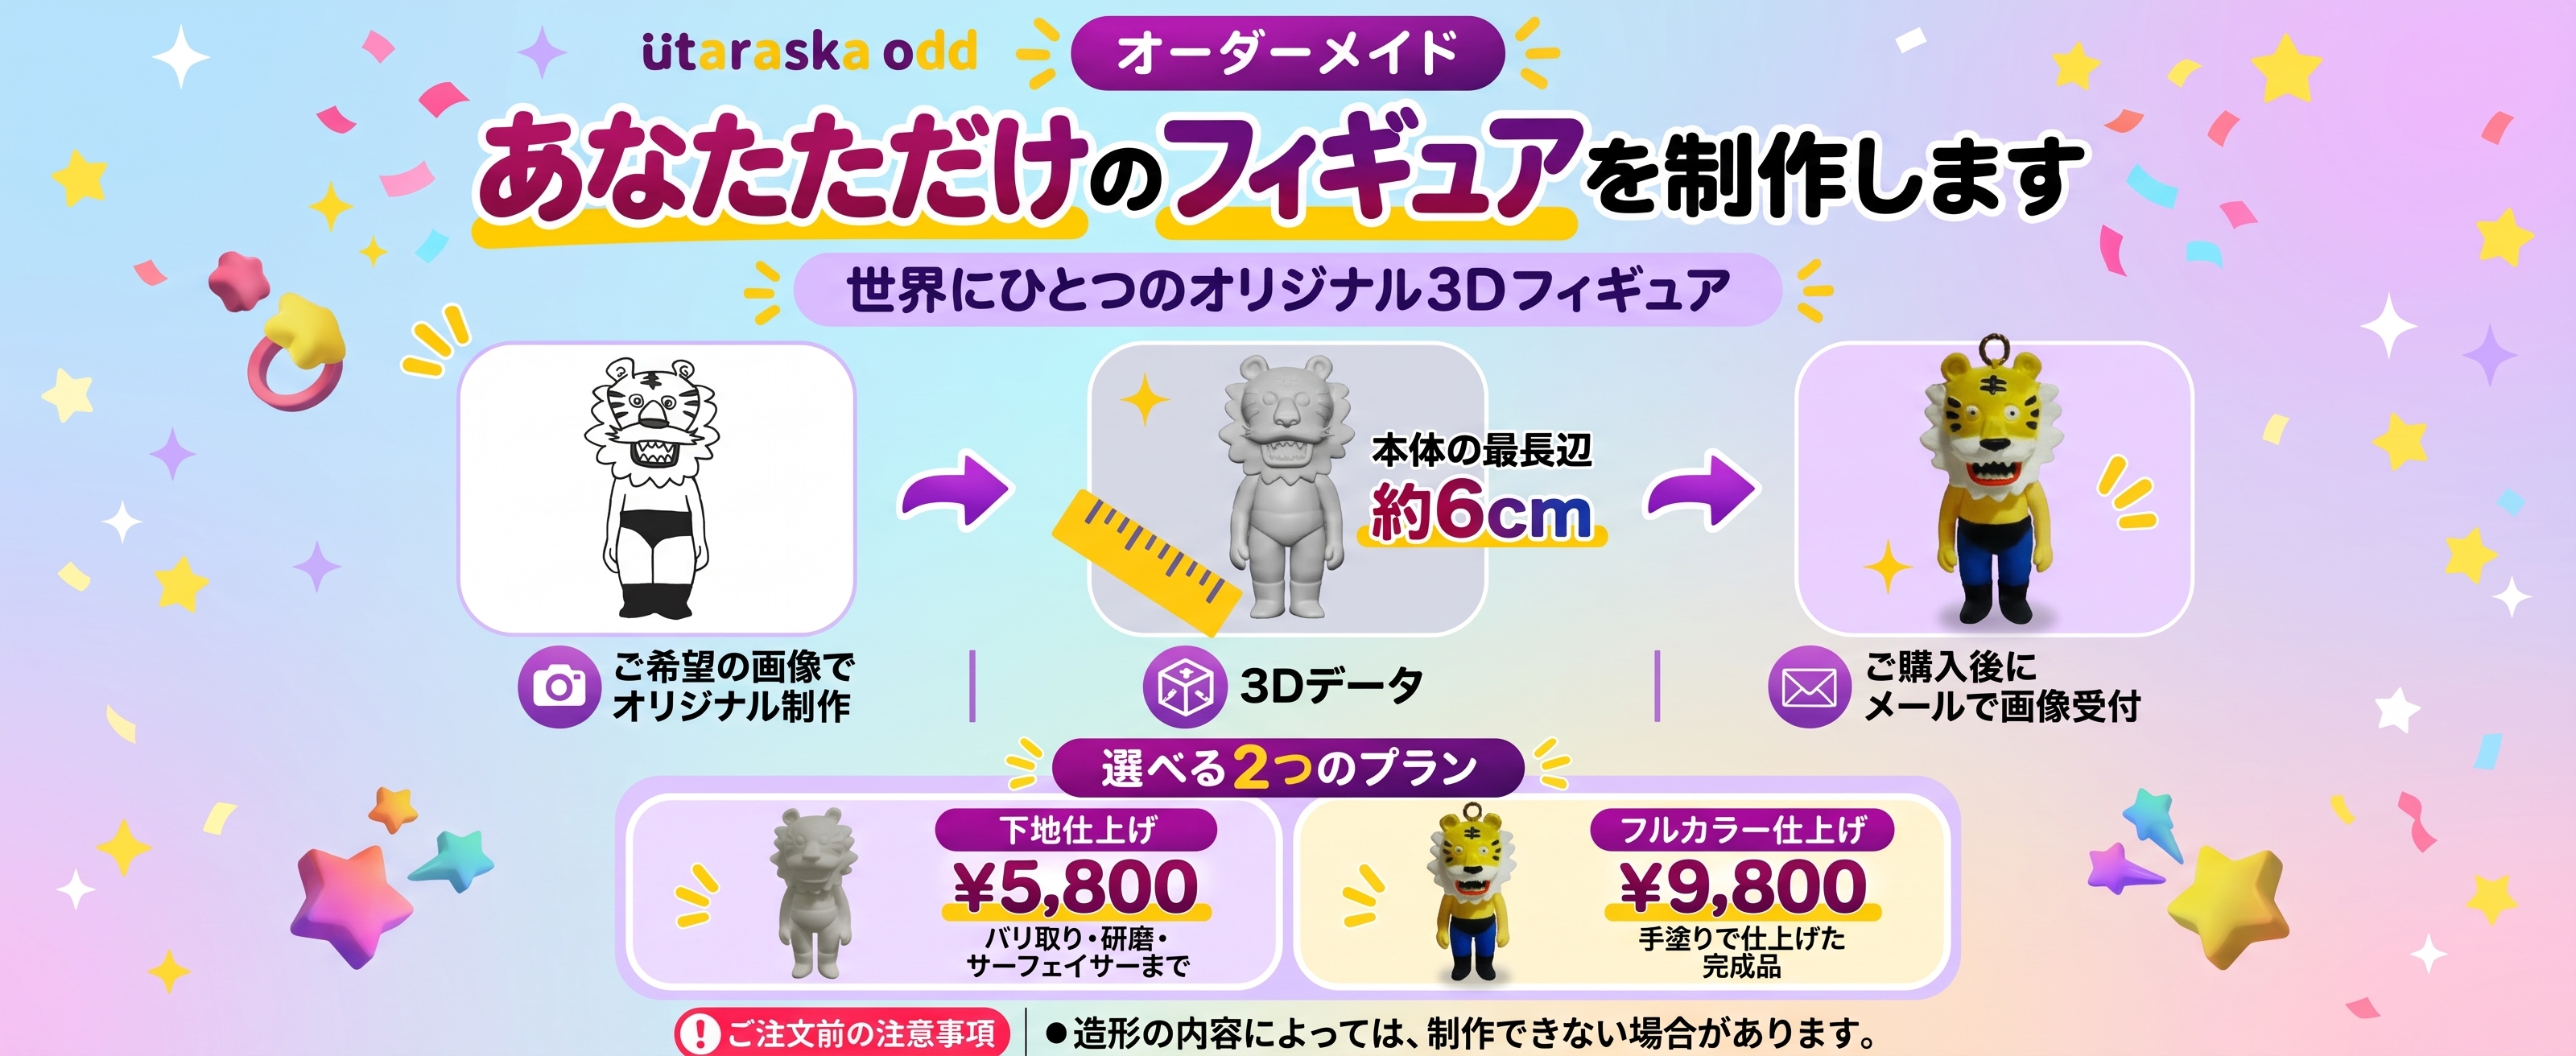 ütaraska odd
オーダーメイド
あなたただけのフィギュアを制作します
世界にひとつのオリジナル3Dフィギュア
本体の最長辺
約6cm
ご希望の画像で
オリジナル制作
3Dデータ
ご購入後に
メールで画像受付
選べる2つのプラン
下地仕上げ
¥5,800
バリ取り・研磨・
サーフェイサーまで
フルカラー仕上げ
¥9,800
手塗りで仕上げた
完成品
! ご注文前の注意事項
●造形の内容によっては、制作できない場合があります。